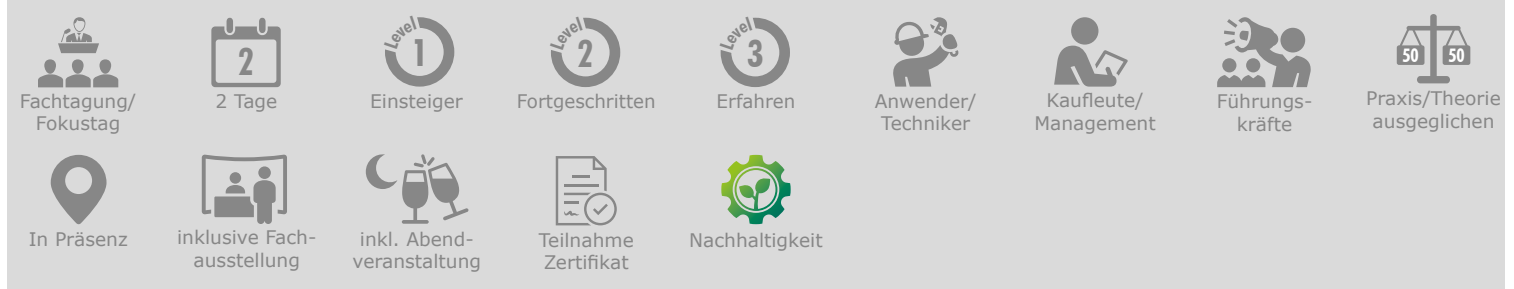 2
Level
1
Level
2
Level
3
50 50
Fachtagung/
Fokustag
2 Tage
Einsteiger
Fortgeschritten
Erfahren
Anwender/
Techniker
Kaufleute/
Management
Führungs-
kräfte
Praxis/Theorie
ausgeglichen
In Präsenz
inklusive Fach-
ausstellung
inkl. Abend-
veranstaltung
Teilnahme
Zertifikat
Nachhaltigkeit